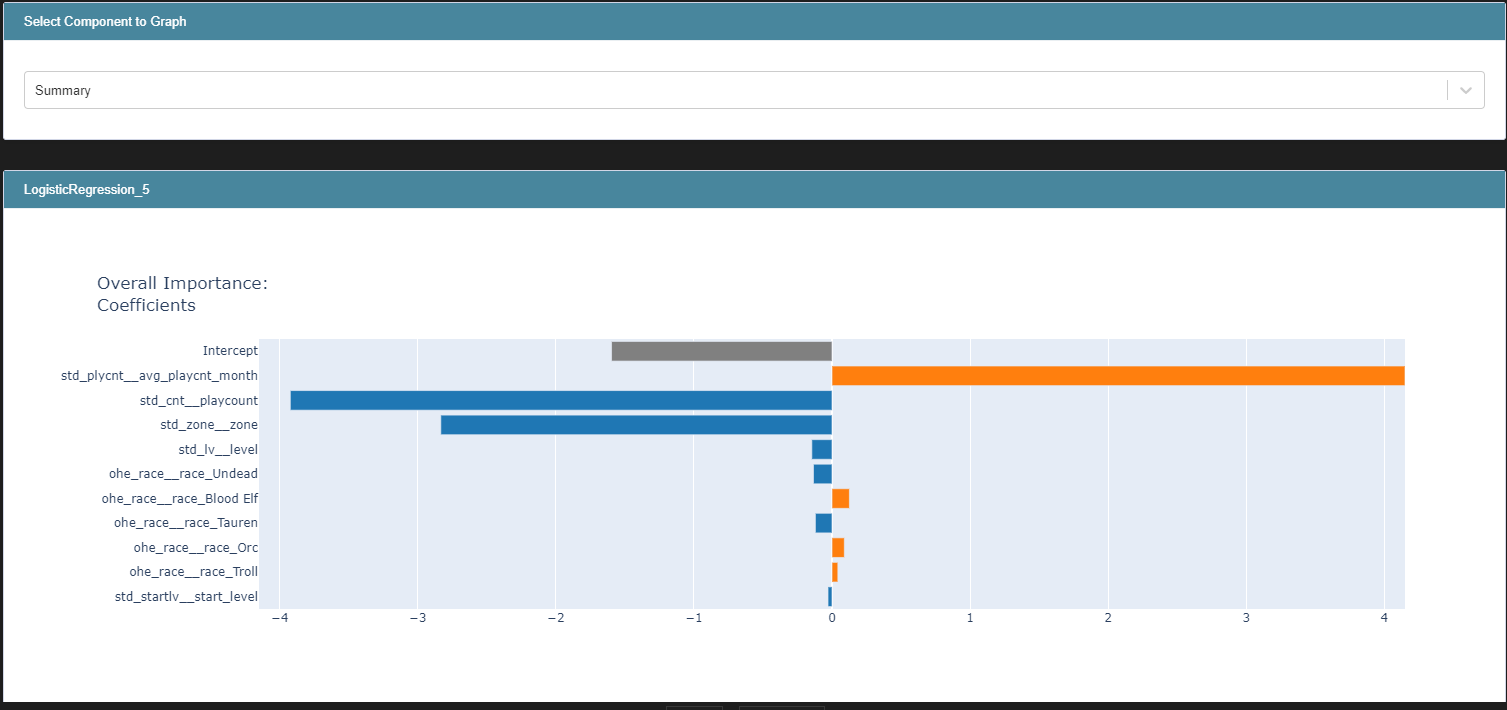 Select Component to Graph
Summary
LogisticRegression_5
Overall Importance:
Coefficients
Intercept
std_plycnt__avg_playcnt_month
std_cnt__playcount
std_zone__zone
std_lv__level
ohe_race__race_Undead
ohe_race__race_Blood Elf
ohe_race__race_Tauren
ohe_race__race_Orc
ohe_race__race_Troll
std_startlv__start_level
−4 −3 −2 −1 0 1 2 3 4